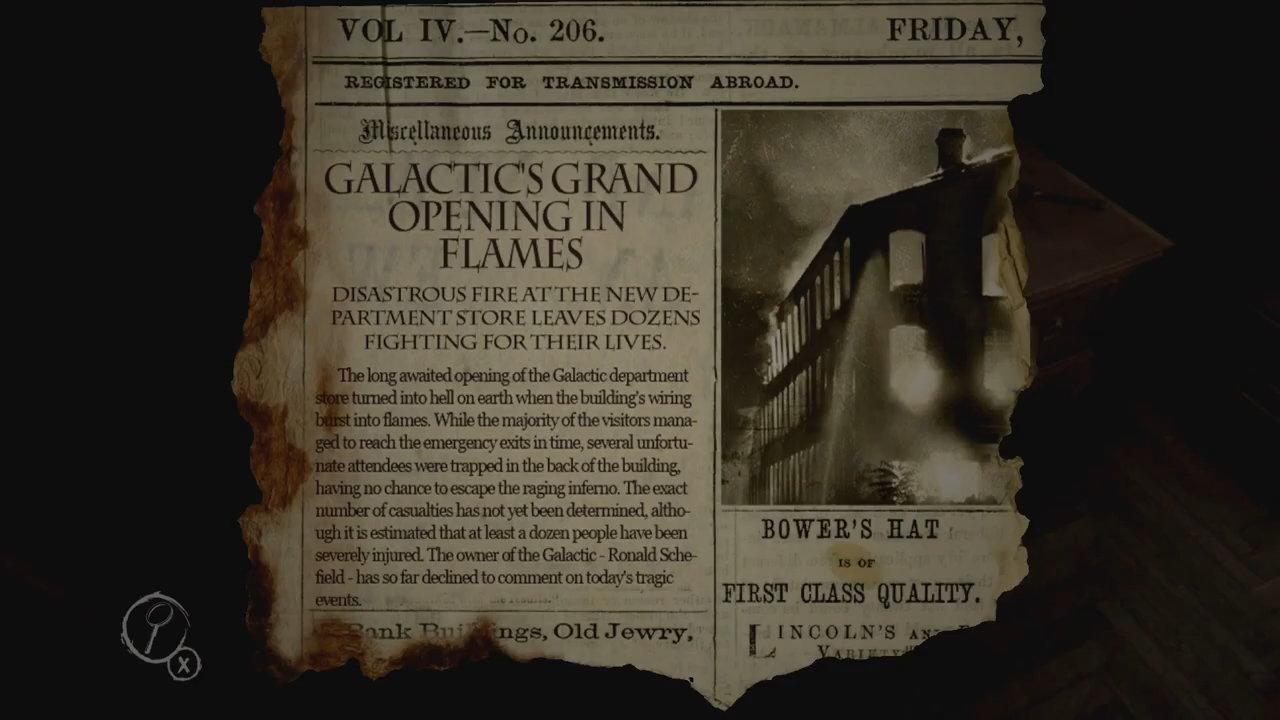 VOL IV.—No. 206.
FRIDAY,
REGISTERED FOR TRANSMISSION ABROAD.
Miscellaneous Announcements.
GALACTIC'S GRAND
OPENING IN
FLAMES
DISASTROUS FIRE AT THE NEW DE-
PARTMENT STORE LEAVES DOZENS
FIGHTING FOR THEIR LIVES.
The long awaited opening of the Galactic department
store turned into hell on earth when the building's wiring
burst into flames. While the majority of the visitors mana-
ged to reach the emergency exits in time, several unfortu-
nate attendees were trapped in the back of the building,
having no chance to escape the raging inferno. The exact
number of casualties has not yet been determined, altho-
ugh it is estimated that at least a dozen people have been
severely injured. The owner of the Galactic - Ronald Sche-
field - has so far declined to comment on today's tragic
events.
Bank Buildings, Old Jewry,
BOWER'S HAT
IS OF
FIRST CLASS QUALITY.
LINCOLN'S
VARIETY
X